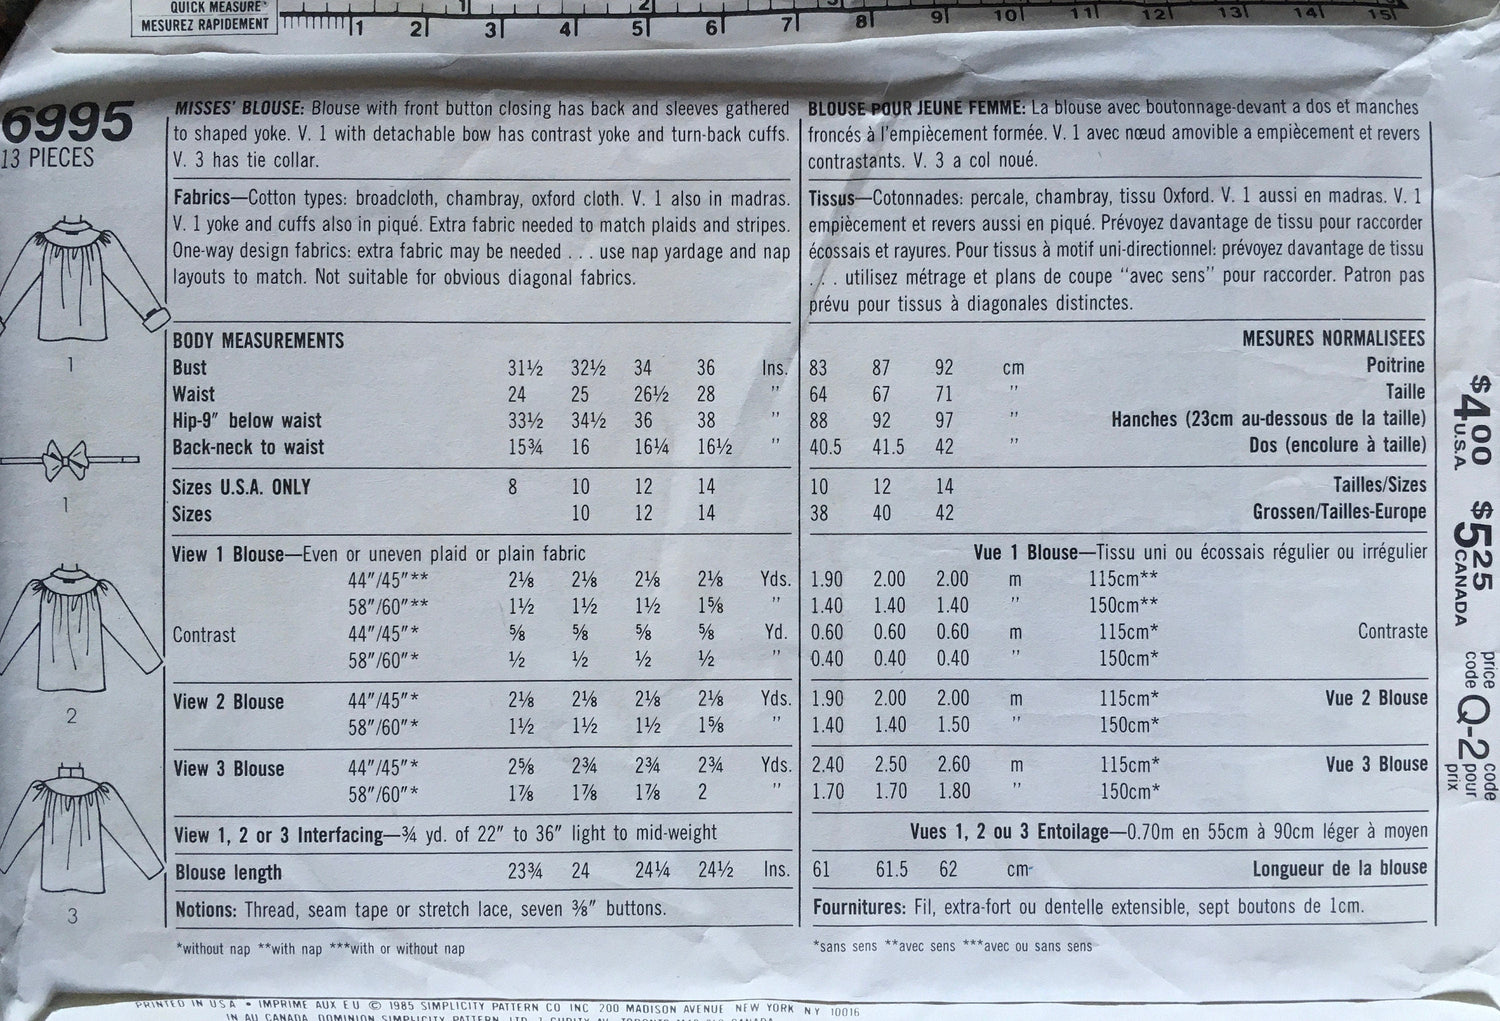 QUICK MEASURE
MESUREZ RAPIDEMENT
1 2 3 4 5 6 7 8 9 10 11 12 13 14 15
6995
13 PIECES
MISSES' BLOUSE: Blouse with front button closing has back and sleeves gathered
to shaped yoke. V. 1 with detachable bow has contrast yoke and turn-back cuffs.
V. 3 has tie collar.
Fabrics—Cotton types: broadcloth, chambray, oxford cloth. V. 1 also in madras.
V. 1 yoke and cuffs also in piqué. Extra fabric needed to match plaids and stripes.
One-way design fabrics: extra fabric may be needed . . . use nap yardage and nap
layouts to match. Not suitable for obvious diagonal fabrics.
BODY MEASUREMENTS
Bust 31½ 32½ 34 36 Ins.
Waist 24 25 26½ 28 ″
Hip-9″ below waist 33½ 34½ 36 38 ″
Back-neck to waist 15¾ 16 16¼ 16½ ″
Sizes U.S.A. ONLY 8 10 12 14
Sizes 10 12 14
View 1 Blouse—Even or uneven plaid or plain fabric
44″/45″** 2⅛ 2⅛ 2⅛ 2⅛ Yds.
58″/60″** 1½ 1½ 1½ 1⅝ ″
Contrast 44″/45″* ⅝ ⅝ ⅝ ⅝ Yd.
58″/60″* ½ ½ ½ ½ ″
View 2 Blouse 44″/45″* 2⅛ 2⅛ 2⅛ 2⅛ Yds.
58″/60″* 1½ 1½ 1½ 1⅝ ″
View 3 Blouse 44″/45″* 2⅝ 2¾ 2¾ 2¾ Yds.
58″/60″* 1⅞ 1⅞ 1⅞ 2 ″
View 1, 2 or 3 Interfacing—¾ yd. of 22″ to 36″ light to mid-weight
Blouse length 23¾ 24 24¼ 24½ Ins.
Notions: Thread, seam tape or stretch lace, seven ⅜″ buttons.
*without nap **with nap ***with or without nap
BLOUSE POUR JEUNE FEMME: La blouse avec boutonnage-devant a dos et manches
froncés à l'empiècement formée. V. 1 avec nœud amovible a empiècement et revers
contrastants. V. 3 a col noué.
Tissus—Cotonnades: percale, chambray, tissu Oxford. V. 1 aussi en madras. V. 1
empiècement et revers aussi en piqué. Prévoyez davantage de tissu pour raccorder
écossais et rayures. Pour tissus à motif uni-directionnel: prévoyez davantage de tissu
. . . utilisez métrage et plans de coupe "avec sens" pour raccorder. Patron pas
prévu pour tissus à diagonales distinctes.
MESURES NORMALISEES
83 87 92 cm Poitrine
64 67 71 ″ Taille
88 92 97 ″ Hanches (23cm au-dessous de la taille)
40.5 41.5 42 ″ Dos (encolure à taille)
10 12 14 Tailles/Sizes
38 40 42 Grossen/Tailles-Europe
Vue 1 Blouse—Tissu uni ou écossais régulier ou irrégulier
1.90 2.00 2.00 m 115cm**
1.40 1.40 1.40 ″ 150cm**
0.60 0.60 0.60 m 115cm* Contraste
0.40 0.40 0.40 ″ 150cm*
1.90 2.00 2.00 m 115cm* Vue 2 Blouse
1.40 1.40 1.50 ″ 150cm*
2.40 2.50 2.60 m 115cm* Vue 3 Blouse
1.70 1.70 1.80 ″ 150cm*
Vues 1, 2 ou 3 Entoilage—0.70m en 55cm à 90cm léger à moyen
61 61.5 62 cm Longueur de la blouse
Fournitures: Fil, extra-fort ou dentelle extensible, sept boutons de 1cm.
*sans sens **avec sens ***avec ou sans sens
1
1
2
3
$4.00 U.S.A.
$5.25 CANADA
price code Q-2 code pour prix
PRINTED IN USA • IMPRIME AUX E U © 1985 SIMPLICITY PATTERN CO INC 200 MADISON AVENUE NEW YORK N Y 10016
IN AU CANADA DOMINION SIMPLICITY PATTERN